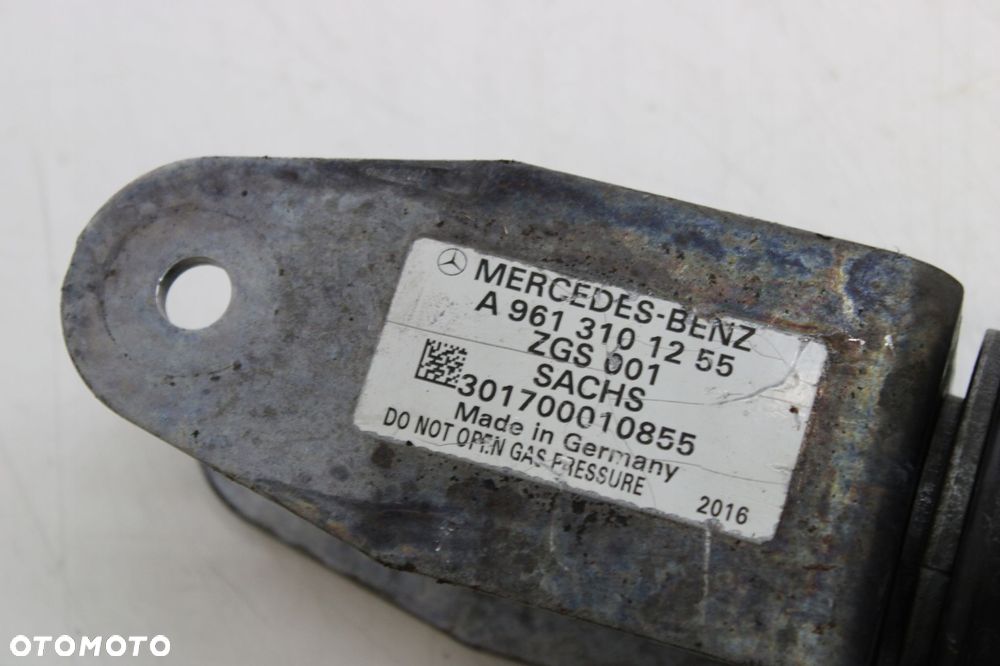 MERCEDES-BENZ
A 961 310 12 55
ZGS 001
SACHS
301700010855
Made in Germany
DO NOT OPEN GAS PRESSURE
2016
OTOMOTO